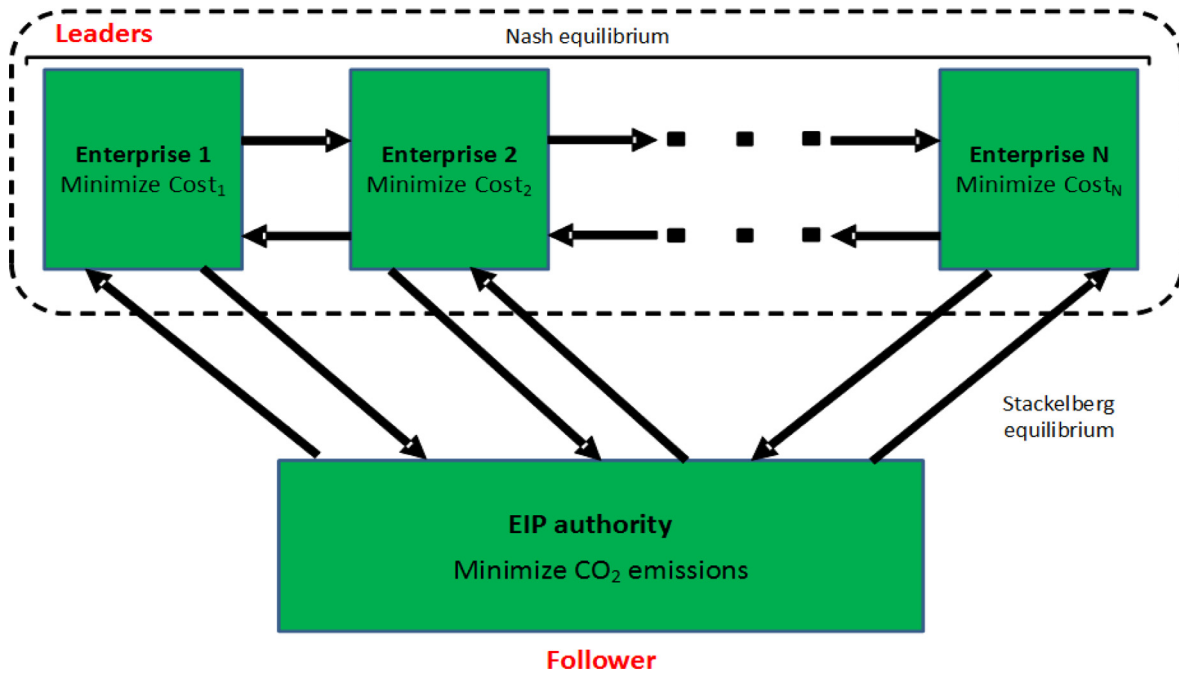 Leaders
Nash equilibrium
Enterprise 1
Minimize Cost₁
Enterprise 2
Minimize Cost₂
Enterprise N
Minimize Cost_N
Stackelberg
equilibrium
EIP authority
Minimize CO₂ emissions
Follower